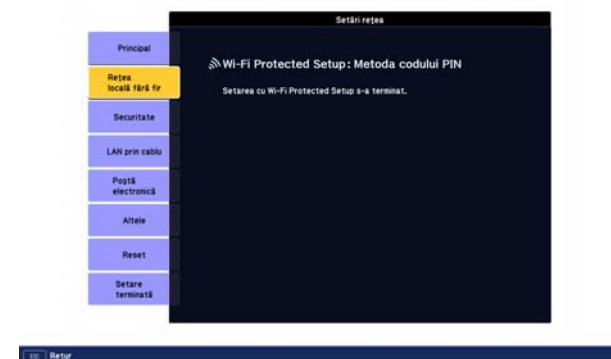 Setări rețea
Principal
Wi-Fi Protected Setup: Metoda codului PIN
Rețea
locală fără fir
Setarea cu Wi-Fi Protected Setup s-a terminat.
Securitate
LAN prin cablu
Poștă
electronică
Altele
Reset
Setare
terminată
Esc Retur